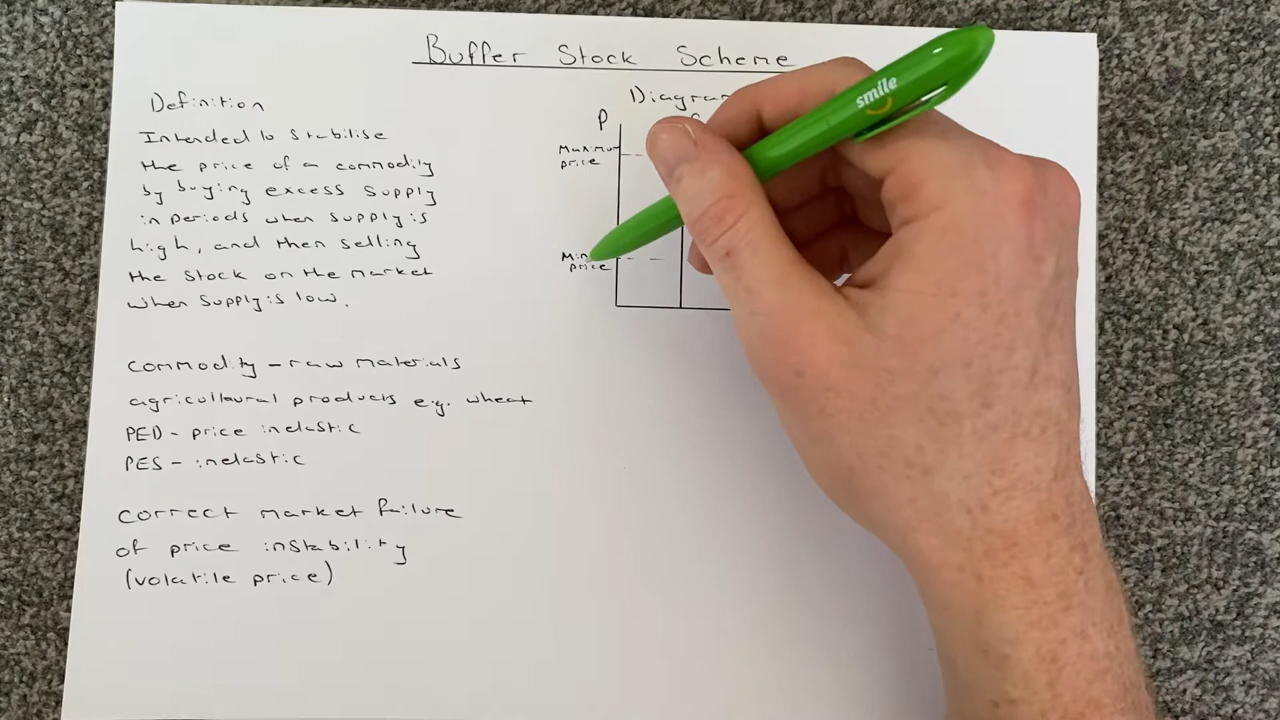 Buffer Stock Scheme
Definition
Intended to Stabilise
the price of a commodity
by buying excess supply
in periods when supply is
high, and then selling
the stock on the market
when supply is low.
commodity - raw materials
agricultural products e.g. wheat
PED - price inelastic
PES - inelastic
correct market failure
of price instability
(volatile price)
P
Maximum
price
price
smile